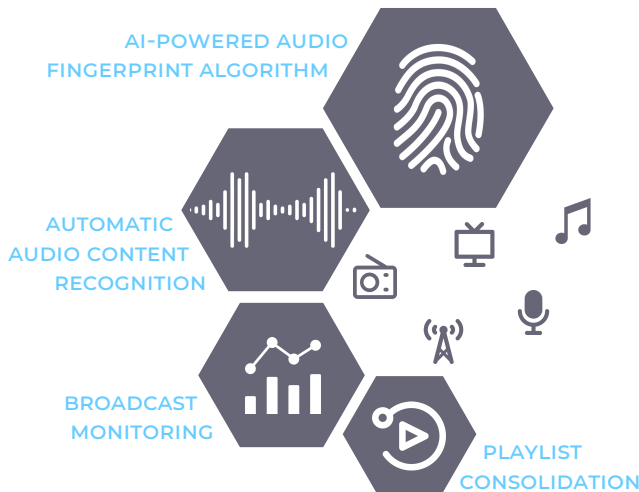 AI-POWERED AUDIO
FINGERPRINT ALGORITHM
AUTOMATIC
AUDIO CONTENT
RECOGNITION
BROADCAST
MONITORING
PLAYLIST
CONSOLIDATION